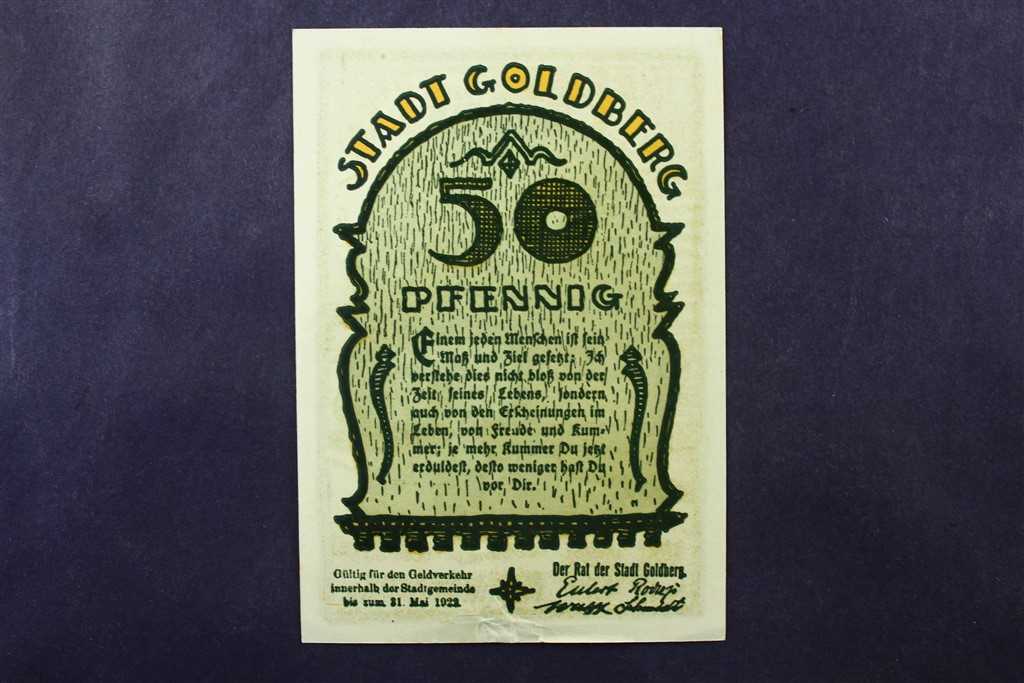 STADT GOLDBERG
50
PFENNIG
Einem jeden Menschen ist sein
Maß und Ziel gesetzt: Ich
verstehe dies nicht bloß von der
Zeit seines Lebens, sondern
auch von den Erscheinungen im
Leben, von Freude und Kum-
mer; je mehr Kummer Du jetzt
erduldest, desto weniger hast Du
vor Dir.
Gültig für den Geldverkehr
innerhalb der Stadtgemeinde
bis zum 31. Mai 1922.
Der Rat der Stadt Goldberg.